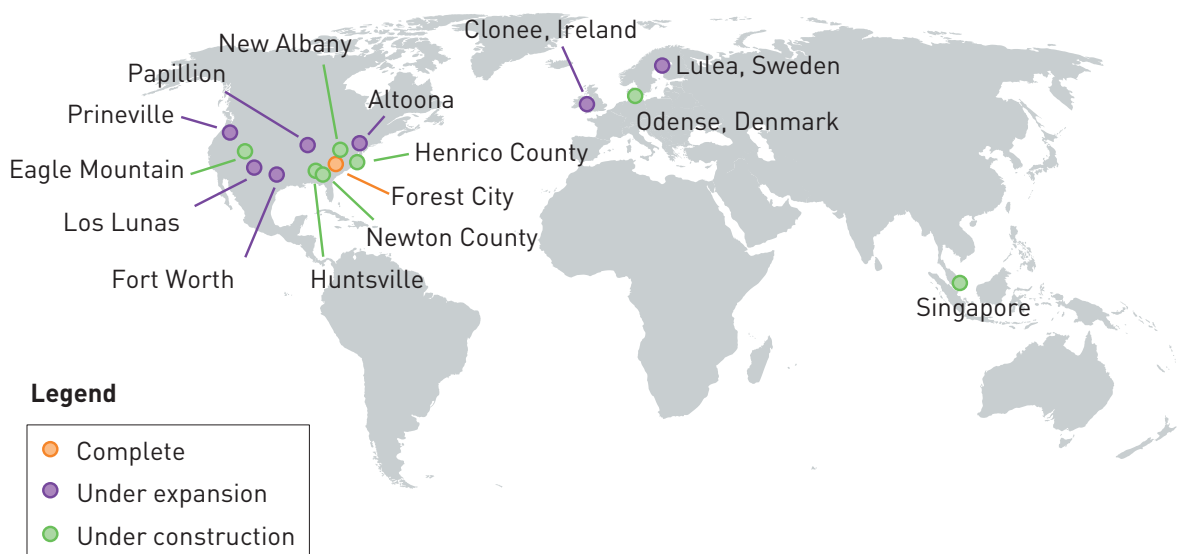 Clonee, Ireland
New Albany
Lulea, Sweden
Papillion
Altoona
Prineville
Odense, Denmark
Henrico County
Eagle Mountain
Forest City
Los Lunas
Newton County
Fort Worth
Huntsville
Singapore
Legend
Complete
Under expansion
Under construction